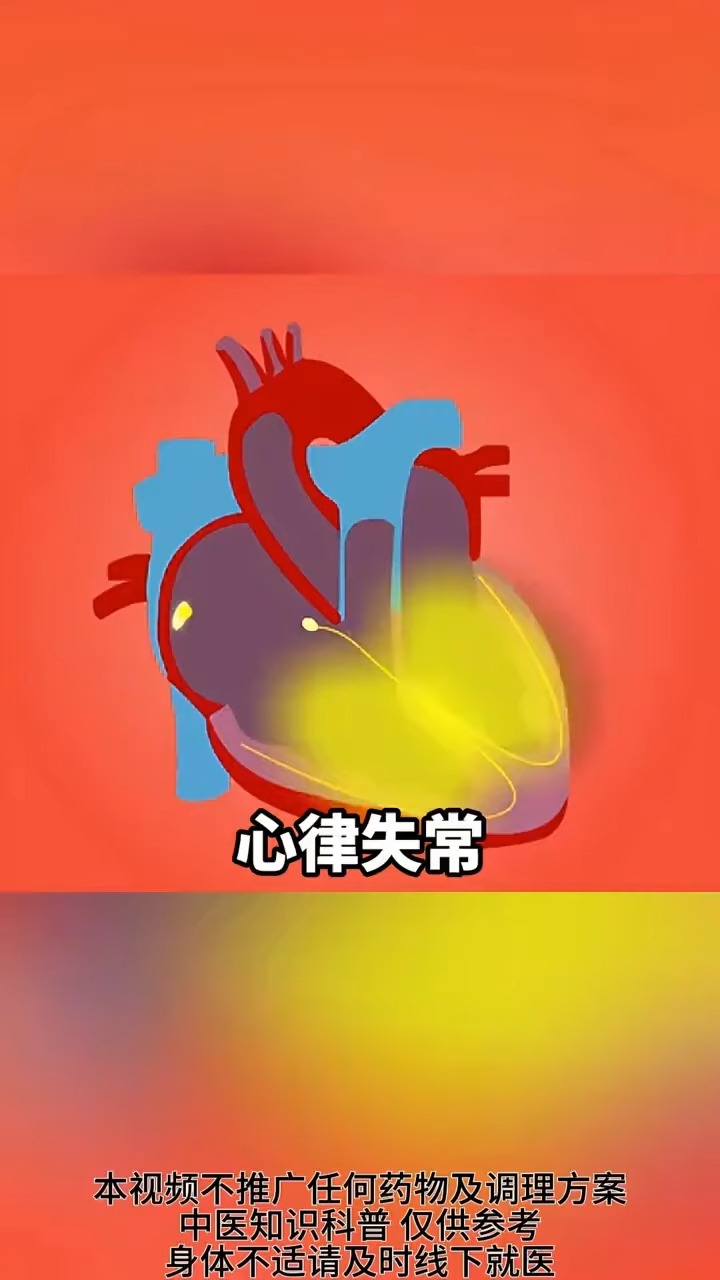 心律失常
本视频不推广任何药物及调理方案
中医知识科普 仅供参考
身体不适请及时线下就医